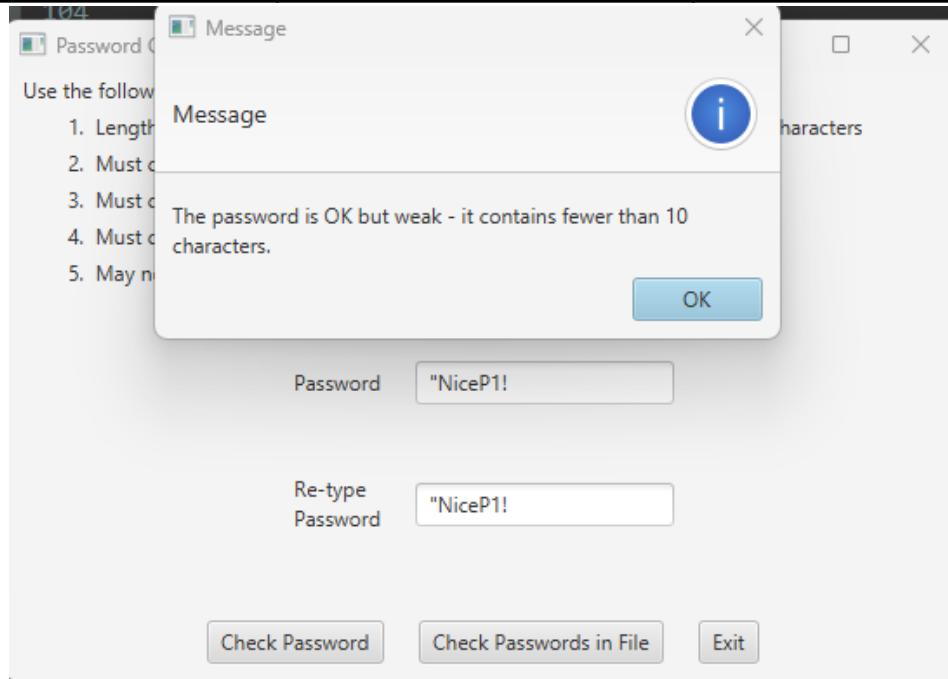 104
Password
Message
Use the follow
Message
1. Length
haracters
2. Must
3. Must
4. Must
5. May
The password is OK but weak - it contains fewer than 10
characters.
OK
Password
"NiceP1!
Re-type
Password
"NiceP1!
Check Password
Check Passwords in File
Exit